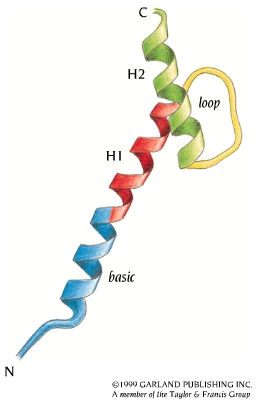 C
H2
loop
H1
basic
N
©1999 GARLAND PUBLISHING INC.
A member of the Taylor & Francis Group